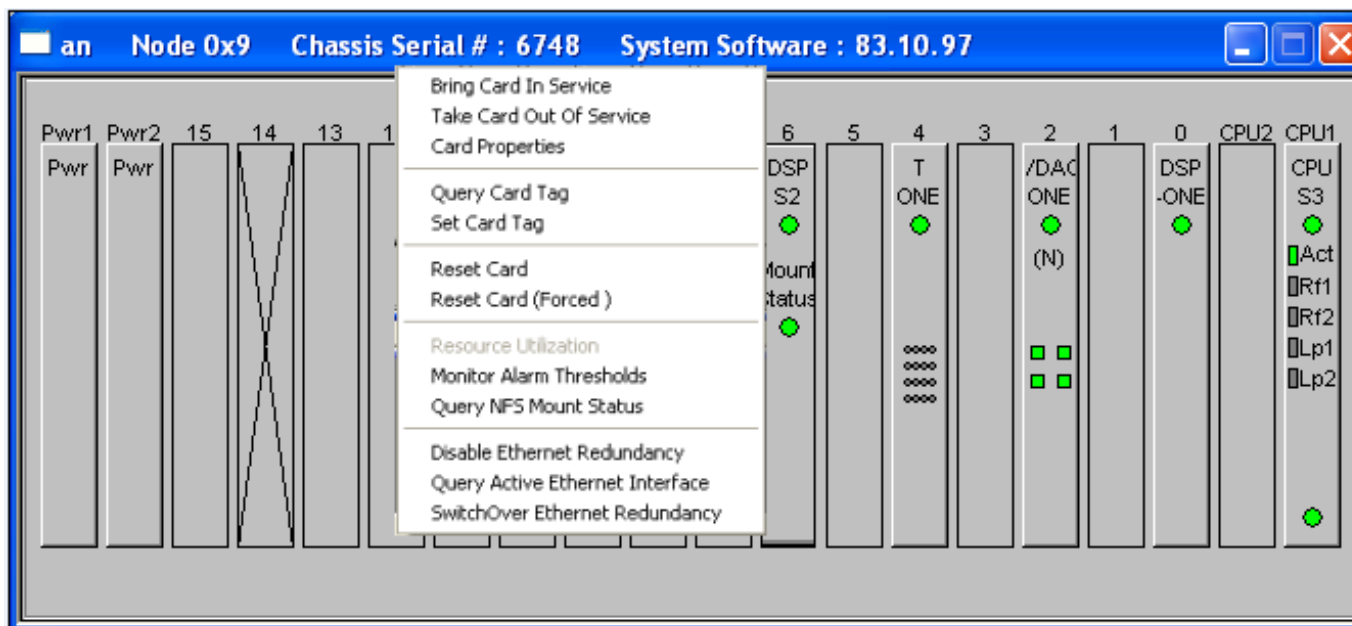 an Node 0x9 Chassis Serial # : 6748 System Software : 83.10.97
Bring Card In Service
Take Card Out Of Service
Card Properties
Query Card Tag
Set Card Tag
Reset Card
Reset Card (Forced )
Resource Utilization
Monitor Alarm Thresholds
Query NFS Mount Status
Disable Ethernet Redundancy
Query Active Ethernet Interface
SwitchOver Ethernet Redundancy
Pwr1 Pwr2 15 14 13 1 6 5 4 3 2 1 0 CPU2 CPU1
Pwr Pwr DSP T /DAC DSP CPU
S2 ONE ONE -ONE S3
(N) Act
Mount Rf1
Status Rf2
Lp1
Lp2